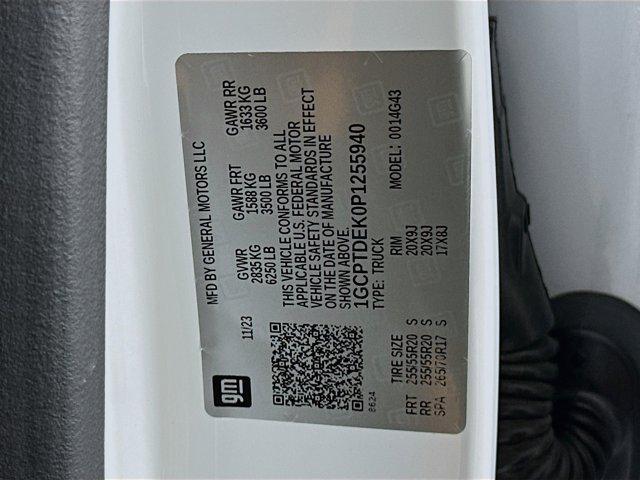 gm
MFD BY GENERAL MOTORS LLC
11/23
GVWR GAWR FRT GAWR RR
2835 KG 1588 KG 1633 KG
6250 LB 3500 LB 3600 LB
THIS VEHICLE CONFORMS TO ALL
APPLICABLE U.S. FEDERAL MOTOR
VEHICLE SAFETY STANDARDS IN EFFECT
ON THE DATE OF MANUFACTURE
SHOWN ABOVE.
1GCPTDEK0P1255940
TYPE: TRUCK
8624
MODEL: 0014G43
TIRE SIZE RIM
FRT 255/55R20 S 20X9J
RR 255/55R20 S 20X9J
SPA 265/70R17 S 17X8J